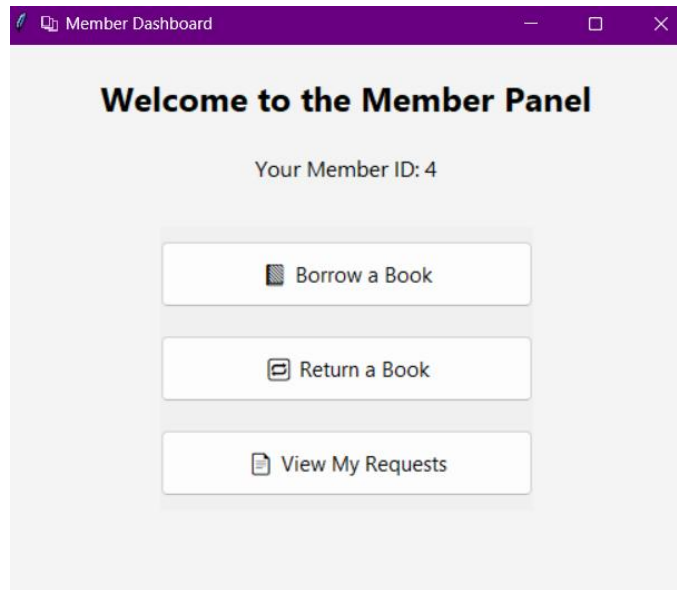 Member Dashboard
Welcome to the Member Panel
Your Member ID: 4
Borrow a Book
Return a Book
View My Requests